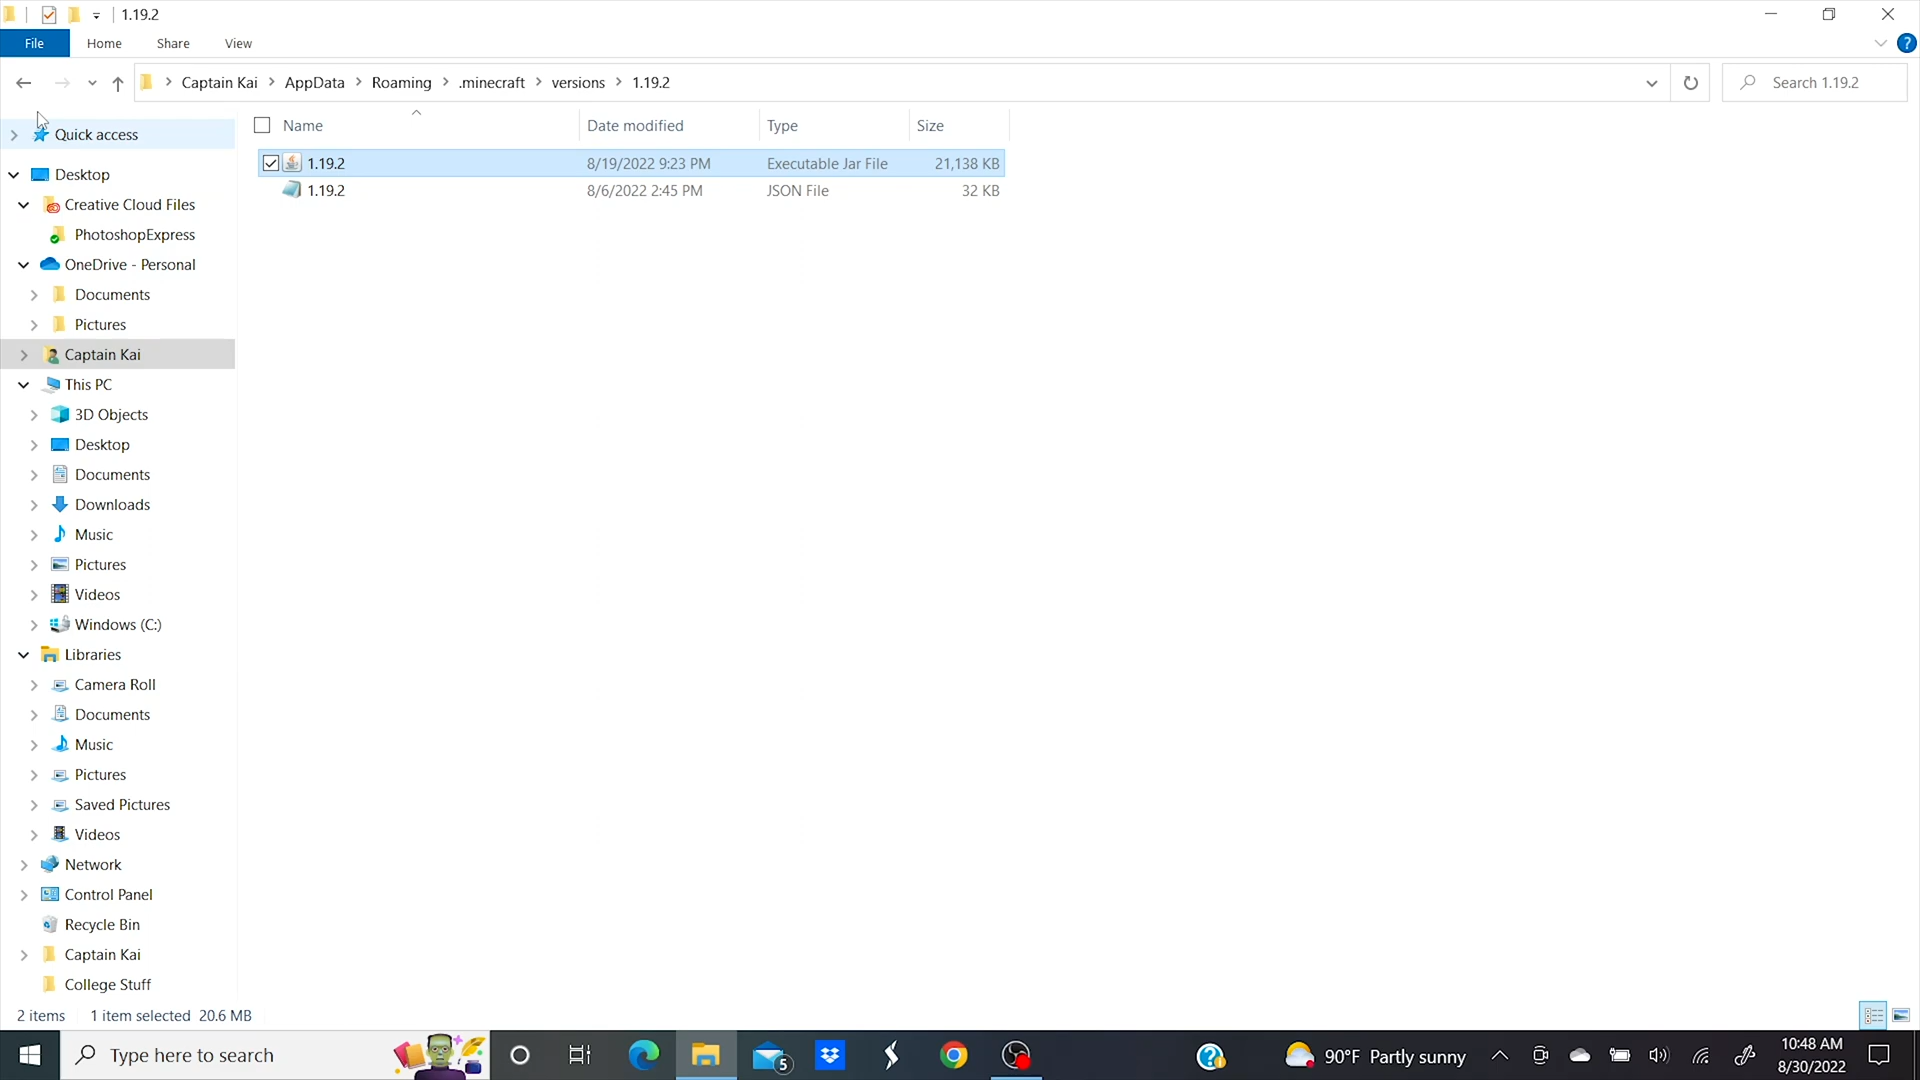 1.19.2
File Home Share View
Captain Kai AppData Roaming .minecraft versions 1.19.2
Search 1.19.2
Name Date modified Type Size
1.19.2 8/19/2022 9:23 PM Executable Jar File 21,138 KB
1.19.2 8/6/2022 2:45 PM JSON File 32 KB
Quick access
Desktop
Creative Cloud Files
PhotoshopExpress
OneDrive - Personal
Documents
Pictures
Captain Kai
This PC
3D Objects
Desktop
Documents
Downloads
Music
Pictures
Videos
Windows (C:)
Libraries
Camera Roll
Documents
Music
Pictures
Saved Pictures
Videos
Network
Control Panel
Recycle Bin
Captain Kai
College Stuff
2 items 1 item selected 20.6 MB
Type here to search
5
90°F Partly sunny
10:48 AM
8/30/2022